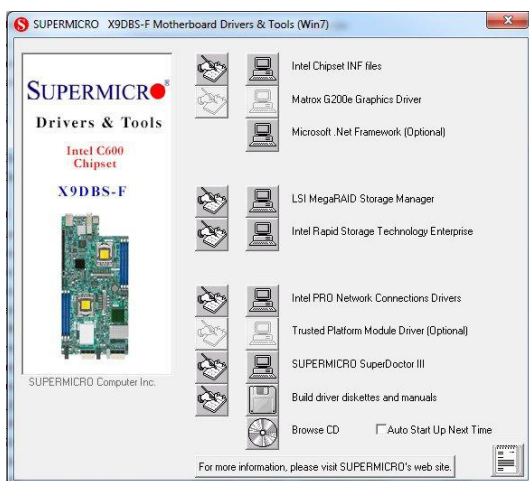 SUPERMICRO X9DBS-F Motherboard Drivers & Tools (Win7)
SUPERMICRO®
Drivers & Tools
Intel C600
Chipset
X9DBS-F
SUPERMICRO Computer Inc.
Intel Chipset INF files
Matrox G200e Graphics Driver
Microsoft .Net Framework (Optional)
LSI MegaRAID Storage Manager
Intel Rapid Storage Technology Enterprise
Intel PRO Network Connections Drivers
Trusted Platform Module Driver (Optional)
SUPERMICRO SuperDoctor III
Build driver diskettes and manuals
Browse CD
Auto Start Up Next Time
For more information, please visit SUPERMICRO's web site.